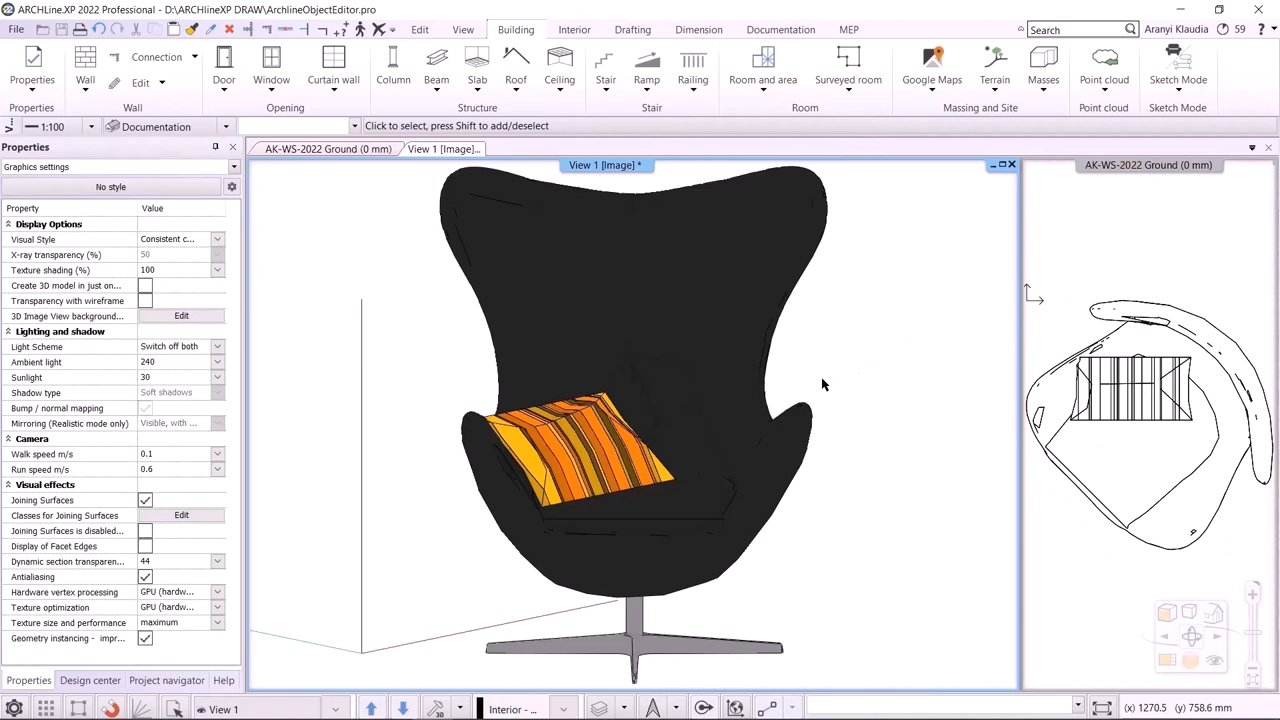 ARCHLine.XP 2022 Professional - D:\ArchlineXP DRAW\ArchlineObjectEditor.pro
File Edit View Building Interior Drafting Dimension Documentation MEP Search Aranyi Klaudia 59 ?
Properties Wall Connection Edit Door Window Curtain wall Column Beam Slab Roof Ceiling Stair Ramp Railing Room and area Surveyed room Google Maps Terrain Masses Point cloud Sketch Mode
Properties Wall Opening Structure Stair Room Massing and Site Point cloud Sketch Mode
1:100 Documentation Click to select, press Shift to add/deselect
Properties
AK-WS-2022 Ground (0 mm) View 1 [Image]...
View 1 [Image] * AK-WS-2022 Ground (0 mm)
Graphics settings
No style
Property Value
Display Options
Visual Style Consistent c...
X-ray transparency (%) 50
Texture shading (%) 100
Create 3D model in just on...
Transparency with wireframe
3D Image View background... Edit
Lighting and shadow
Light Scheme Switch off both
Ambient light 240
Sunlight 30
Shadow type Soft shadows
Bump / normal mapping
Mirroring (Realistic mode only) Visible, with ...
Camera
Walk speed m/s 0.1
Run speed m/s 0.6
Visual effects
Joining Surfaces
Classes for Joining Surfaces Edit
Joining Surfaces is disabled...
Display of Facet Edges
Dynamic section transparen... 44
Antialiasing
Hardware vertex processing GPU (hardw...
Texture optimization GPU (hardw...
Texture size and performance maximum
Geometry instancing - impr...
Properties Design center Project navigator Help
View 1 30 Interior - ... (x) 1270.5 (y) 758.6 mm